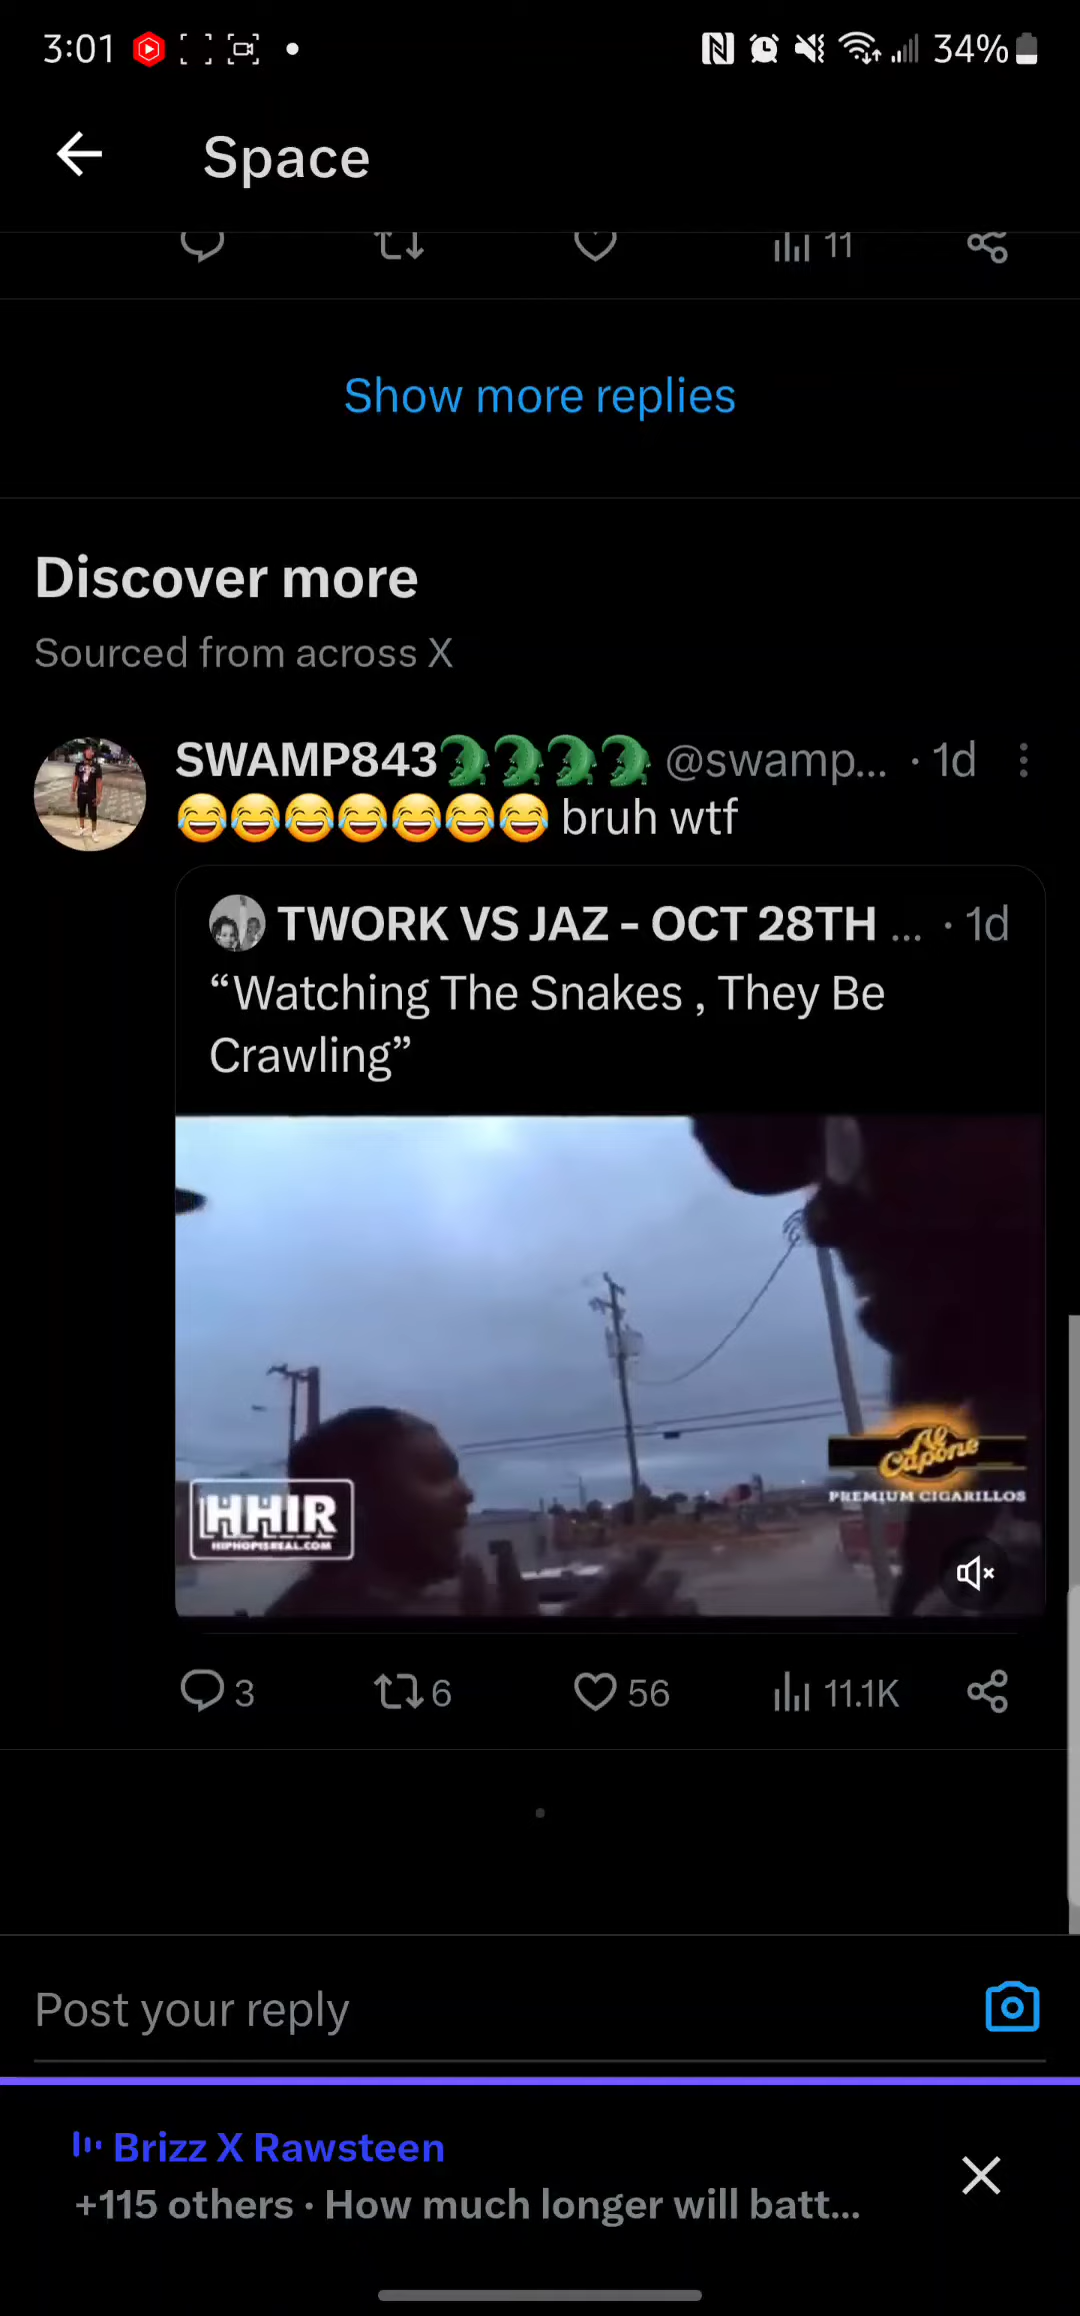 3:01
34%
Space
11
Show more replies
Discover more
Sourced from across X
SWAMP843🐊🐊🐊🐊 @swamp... · 1d
😂😂😂😂😂😂😂 bruh wtf
TWORK VS JAZ - OCT 28TH ... · 1d
“Watching The Snakes , They Be
Crawling”
Al
Capone
PREMIUM CIGARILLOS
HHIR
HIPHOPISREAL.COM
3
6
56
11.1K
Post your reply
Brizz X Rawsteen
+115 others · How much longer will batt...